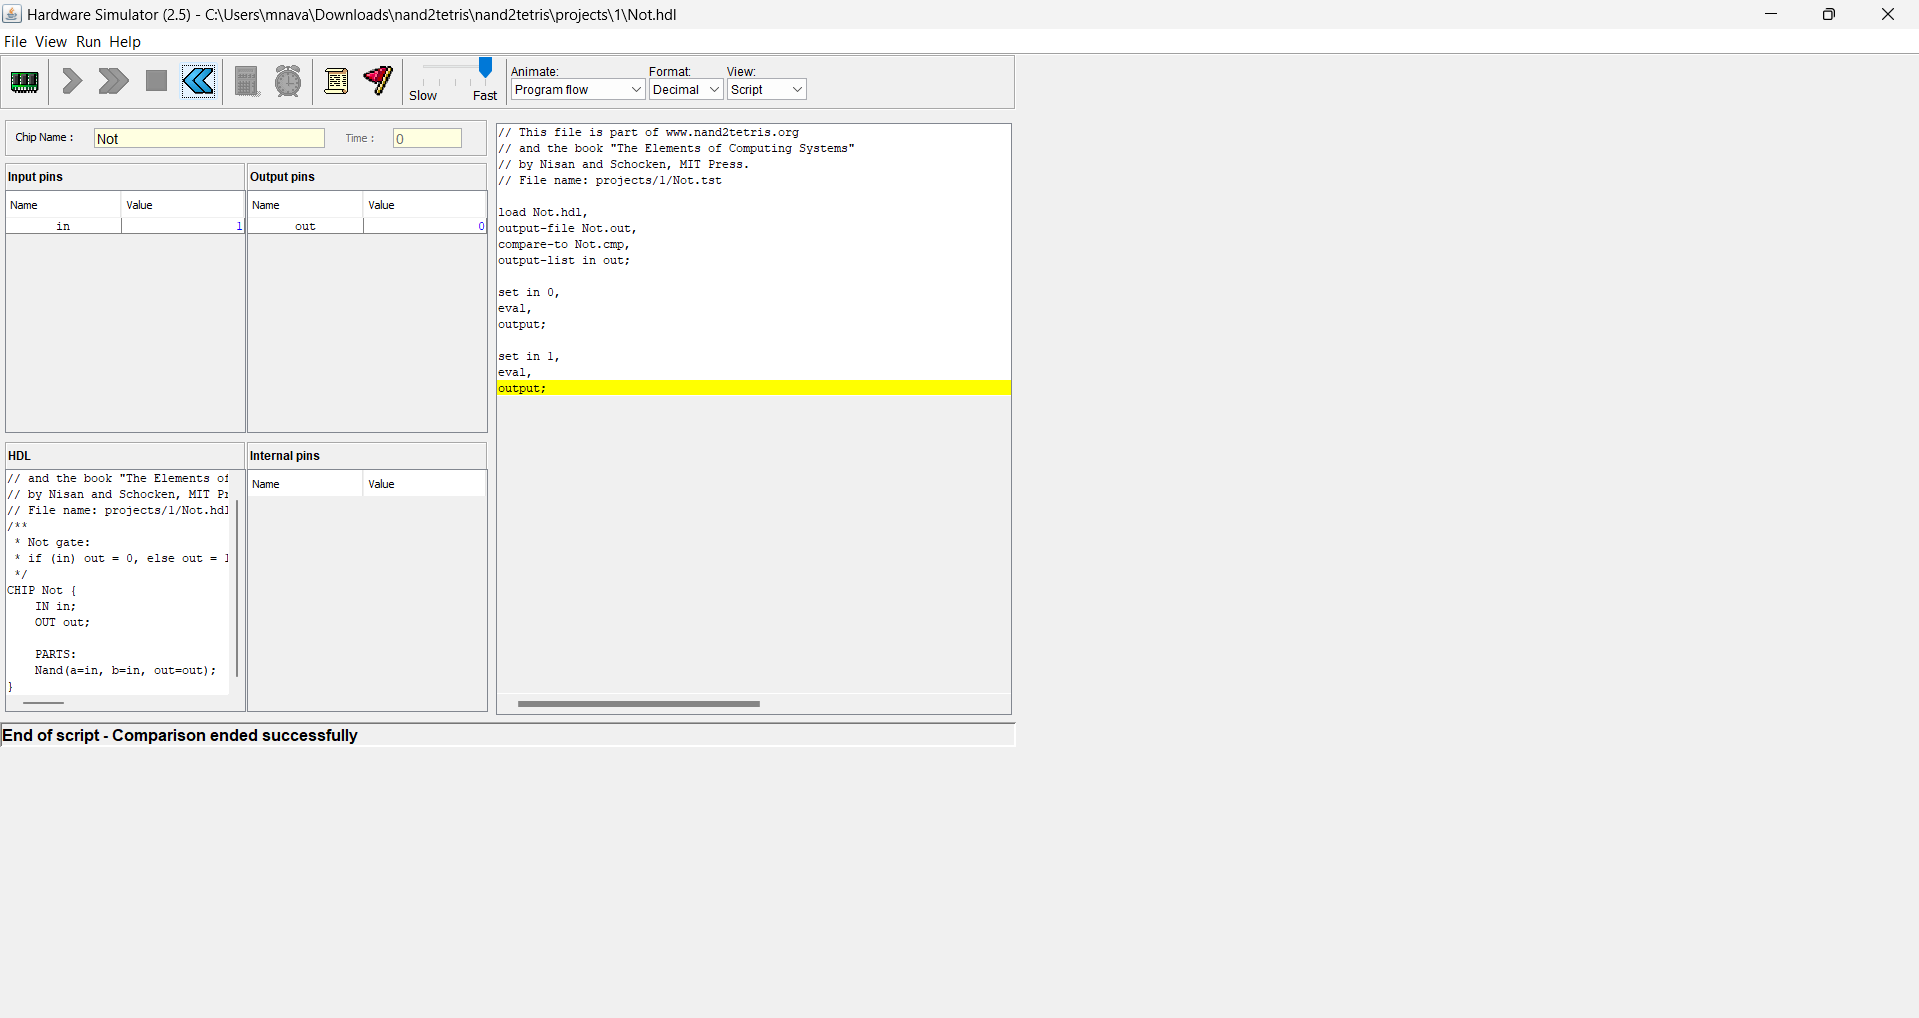 Hardware Simulator (2.5) - C:\Users\mnava\Downloads\nand2tetris\nand2tetris\projects\1\Not.hdl
File View Run Help
Slow Fast
Animate: Format: View:
Program flow Decimal Script
Chip Name : Not Time : 0
Input pins
Name Value
in 1
Output pins
Name Value
out 0
HDL
// and the book "The Elements of
// by Nisan and Schocken, MIT Pr
// File name: projects/1/Not.hdl
/**
* Not gate:
* if (in) out = 0, else out = 1
*/
CHIP Not {
IN in;
OUT out;
PARTS:
Nand(a=in, b=in, out=out);
}
Internal pins
Name Value
// This file is part of www.nand2tetris.org
// and the book "The Elements of Computing Systems"
// by Nisan and Schocken, MIT Press.
// File name: projects/1/Not.tst
load Not.hdl,
output-file Not.out,
compare-to Not.cmp,
output-list in out;
set in 0,
eval,
output;
set in 1,
eval,
output;
End of script - Comparison ended successfully